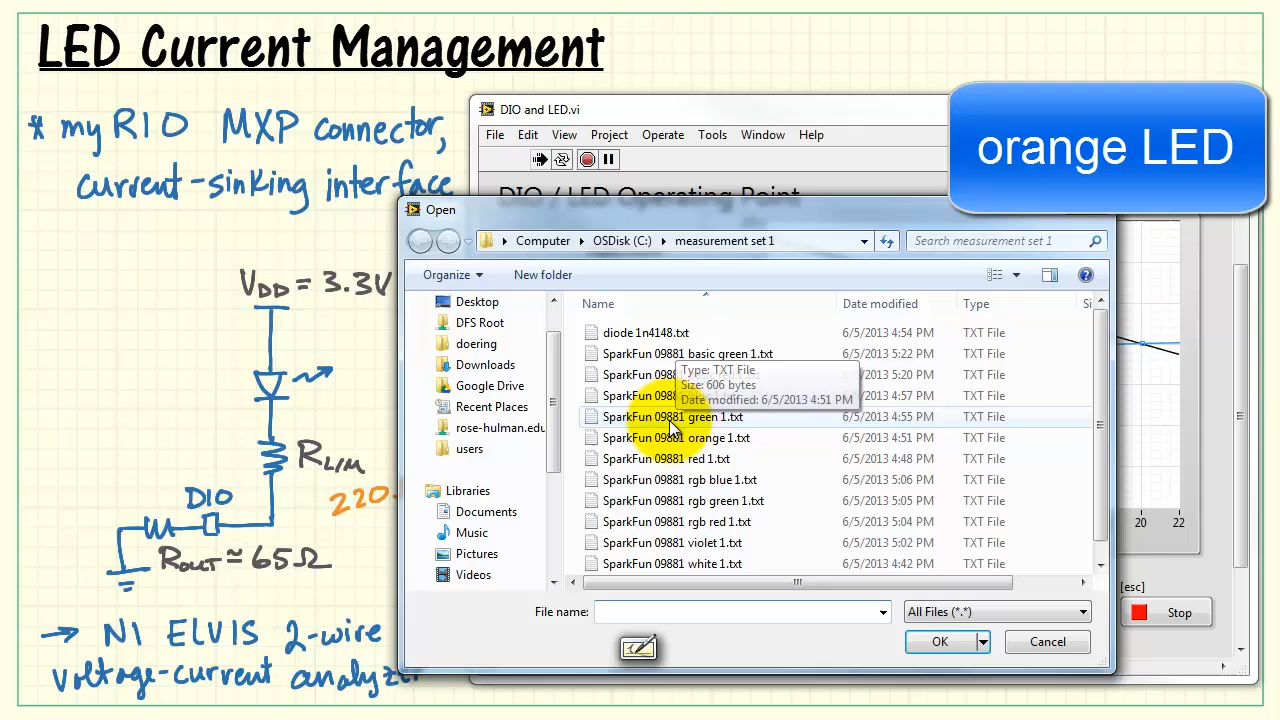 LED Current Management
* myRIO MXP connector,
current-sinking interface
orange LED
DIO and LED.vi
File Edit View Project Operate Tools Window Help
DIO / LED Operating Point
Open
Computer OSDisk (C:) measurement set 1
Search measurement set 1
Organize New folder
Name Date modified Type Si
Desktop
DFS Root
doering
Downloads
Google Drive
Recent Places
rose-hulman.edu
users
Libraries
Documents
Music
Pictures
Videos
diode 1n4148.txt 6/5/2013 4:54 PM TXT File
SparkFun 09881 basic green 1.txt 6/5/2013 5:22 PM TXT File
SparkFun 098 6/5/2013 5:20 PM TXT File
SparkFun 098 6/5/2013 4:57 PM TXT File
Type: TXT File
Size: 606 bytes
Date modified: 6/5/2013 4:51 PM
SparkFun 09881 green 1.txt 6/5/2013 4:55 PM TXT File
SparkFun 09881 orange 1.txt 6/5/2013 4:51 PM TXT File
SparkFun 09881 red 1.txt 6/5/2013 4:48 PM TXT File
SparkFun 09881 rgb blue 1.txt 6/5/2013 5:06 PM TXT File
SparkFun 09881 rgb green 1.txt 6/5/2013 5:05 PM TXT File
SparkFun 09881 rgb red 1.txt 6/5/2013 5:04 PM TXT File
SparkFun 09881 violet 1.txt 6/5/2013 5:02 PM TXT File
SparkFun 09881 white 1.txt 6/5/2013 4:42 PM TXT File
File name:
All Files (*.*)
OK Cancel
20 22
[esc]
Stop
VDD = 3.3V
RLIM
220
DIO
ROUT ≃ 65Ω
→ NI ELVIS 2-wire
voltage-current analyzer